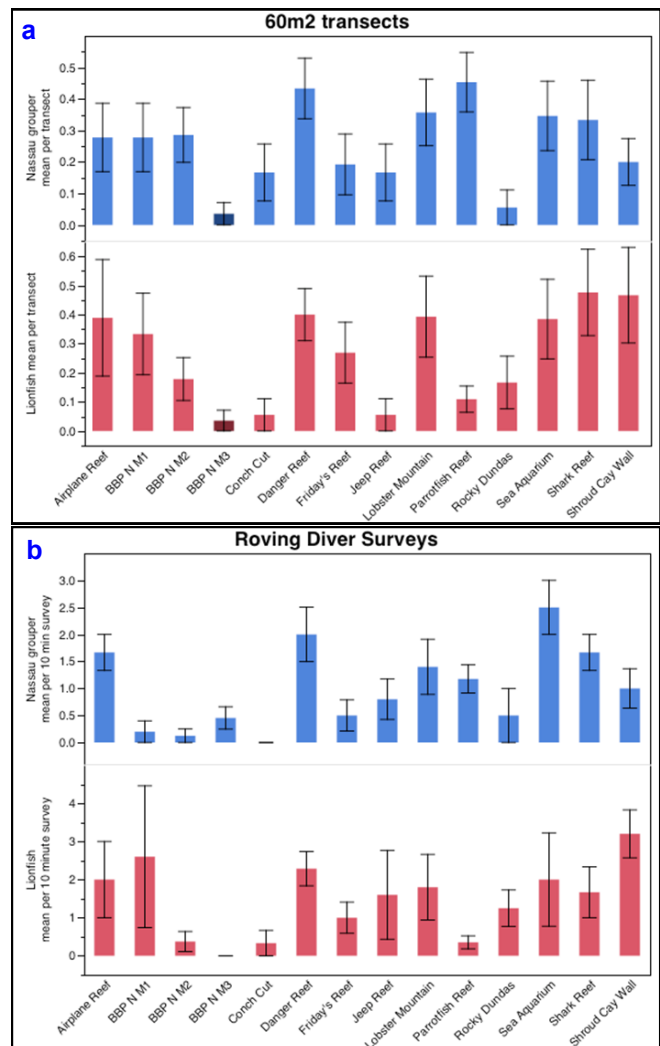 a
60m2 transects
Nassau grouper
mean per transect
0.5
0.4
0.3
0.2
0.1
0.0
Lionfish mean per transect
0.6
0.5
0.4
0.3
0.2
0.1
0.0
Airplane Reef
BBP N M1
BBP N M2
BBP N M3
Conch Cut
Danger Reef
Friday's Reef
Jeep Reef
Lobster Mountain
Parrotfish Reef
Rocky Dundas
Sea Aquarium
Shark Reef
Shroud Cay Wall
b
Roving Diver Surveys
Nassau grouper
mean per 10 min survey
3.0
2.5
2.0
1.5
1.0
0.5
0.0
Lionfish
mean per 10 minute survey
4
3
2
1
0
Airplane Reef
BBP N M1
BBP N M2
BBP N M3
Conch Cut
Danger Reef
Friday's Reef
Jeep Reef
Lobster Mountain
Parrotfish Reef
Rocky Dundas
Sea Aquarium
Shark Reef
Shroud Cay Wall